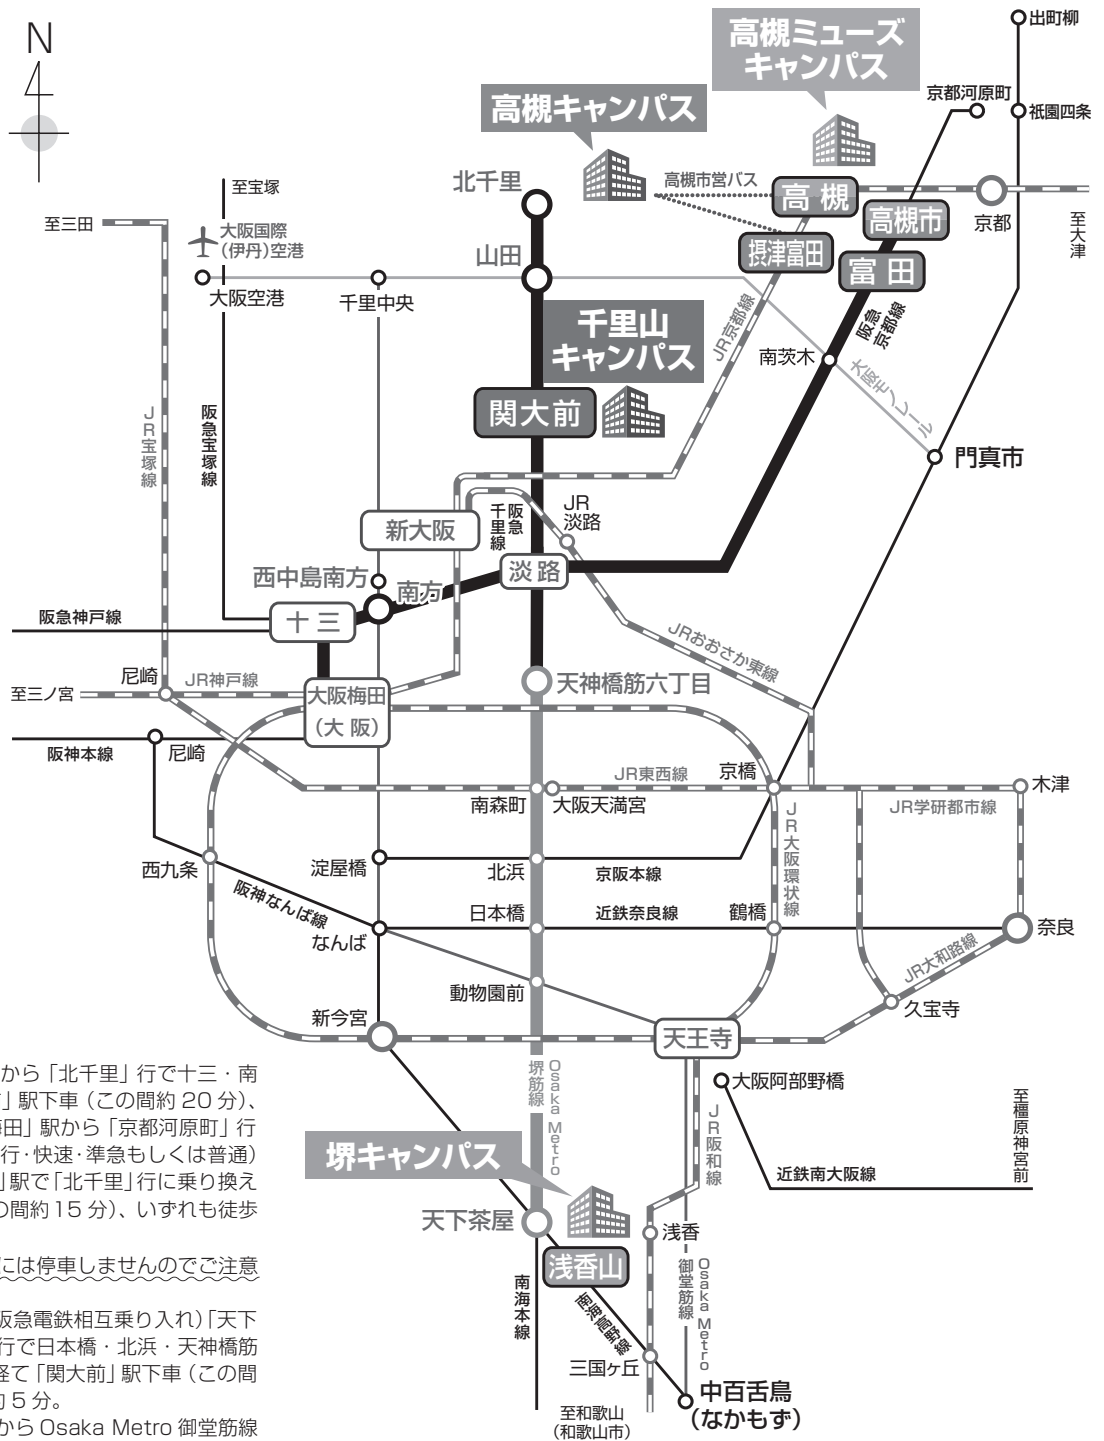 N
高槻ミューズ
キャンパス
出町柳
京都河原町
祇園四条
高槻キャンパス
至宝塚
北千里
高槻市営バス
高槻
高槻市
京都
至大津
至三田
大阪国際
(伊丹)空港
山田
摂津富田
富田
大阪空港
千里中央
千里山
キャンパス
JR京都線
阪急
京都線
南茨木
大阪モノレール
関大前
JR宝塚線
阪急宝塚線
門真市
新大阪
阪急
千里線
JR
淡路
西中島南方
南方
淡路
阪急神戸線
十三
JRおおさか東線
尼崎
JR神戸線
至三ノ宮
大阪梅田
(大阪)
天神橋筋六丁目
阪神本線
尼崎
JR東西線
京橋
南森町
大阪天満宮
木津
JR学研都市線
JR大阪環状線
西九条
淀屋橋
北浜
京阪本線
阪神なんば線
日本橋
近鉄奈良線
鶴橋
なんば
奈良
JR大和路線
動物園前
久宝寺
新今宮
天王寺
堺筋線
Osaka Metro
大阪阿部野橋
至橿原神宮前
JR阪和線
近鉄南大阪線
堺キャンパス
天下茶屋
浅香
浅香山
御堂筋線
Osaka Metro
南海本線
南海高野線
三国ヶ丘
中百舌鳥
(なかもず)
至和歌山
(和歌山市)
から「北千里」行で十三・南
」駅下車(この間約20分)、
梅田」駅から「京都河原町」行
行・快速・準急もしくは普通)
」駅で「北千里」行に乗り換え
の間約15分)、いずれも徒歩
には停車しませんのでご注意
阪急電鉄相互乗り入れ)「天下
行で日本橋・北浜・天神橋筋
経て「関大前」駅下車(この間
約5分。
からOsaka Metro 御堂筋線